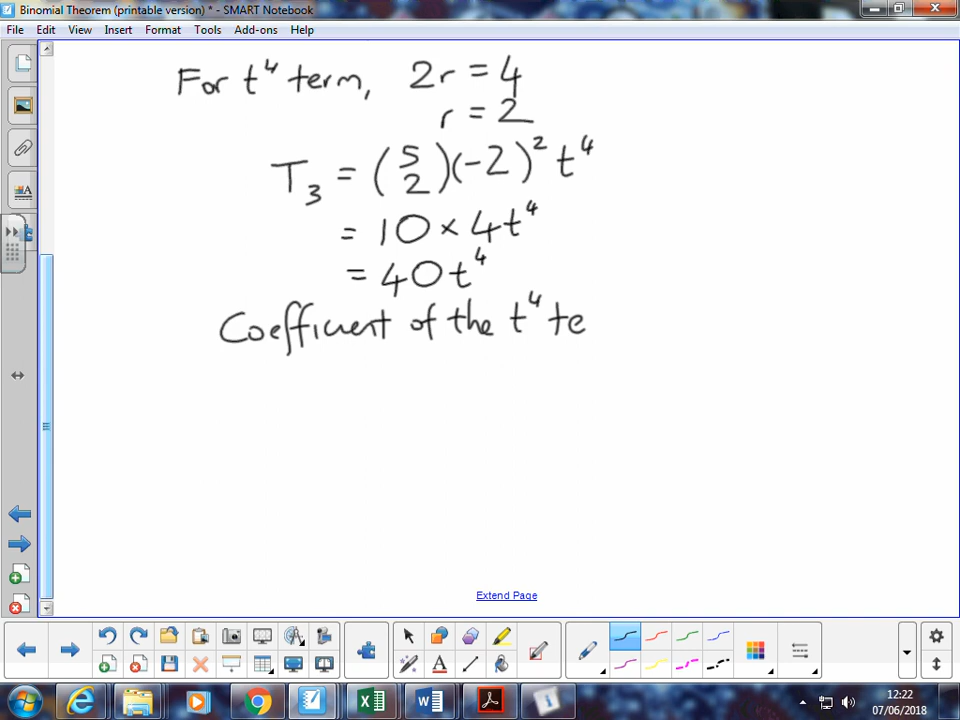 Binomial Theorem (printable version) * - SMART Notebook
File Edit View Insert Format Tools Add-ons Help
For t⁴ term, 2r = 4
r = 2
T₃ = (5 2)(-2)² t⁴
= 10 × 4t⁴
= 40t⁴
Coefficient of the t⁴ te
Extend Page
12:22
07/06/2018